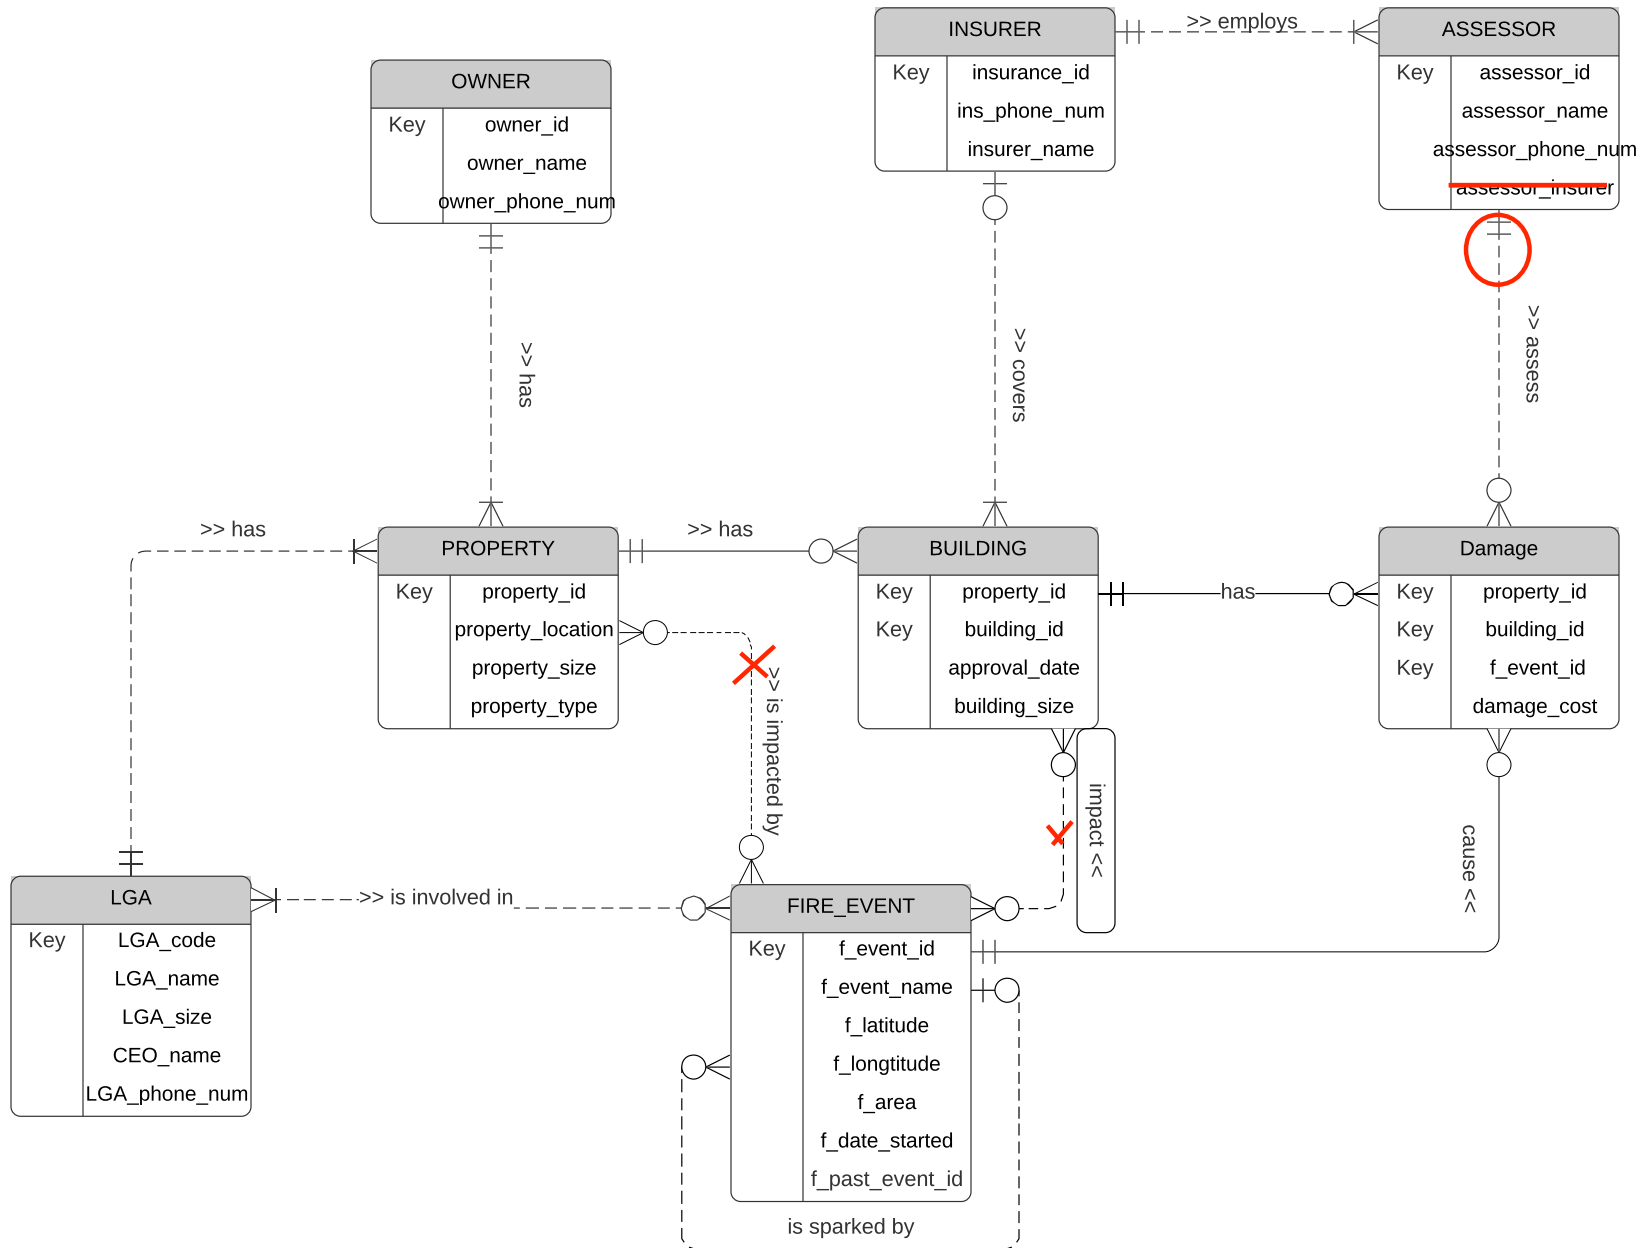 INSURER
Key insurance_id
ins_phone_num
insurer_name
>> employs
ASSESSOR
Key assessor_id
assessor_name
assessor_phone_num
assessor_insurer
OWNER
Key owner_id
owner_name
owner_phone_num
>> has
>> covers
>> assess
>> has
PROPERTY
Key property_id
property_location
property_size
property_type
>> has
BUILDING
Key property_id
Key building_id
approval_date
building_size
has
Damage
Key property_id
Key building_id
Key f_event_id
damage_cost
>> is impacted by
impact <<
cause <<
LGA
Key LGA_code
LGA_name
LGA_size
CEO_name
LGA_phone_num
>> is involved in
FIRE_EVENT
Key f_event_id
f_event_name
f_latitude
f_longtitude
f_area
f_date_started
f_past_event_id
is sparked by